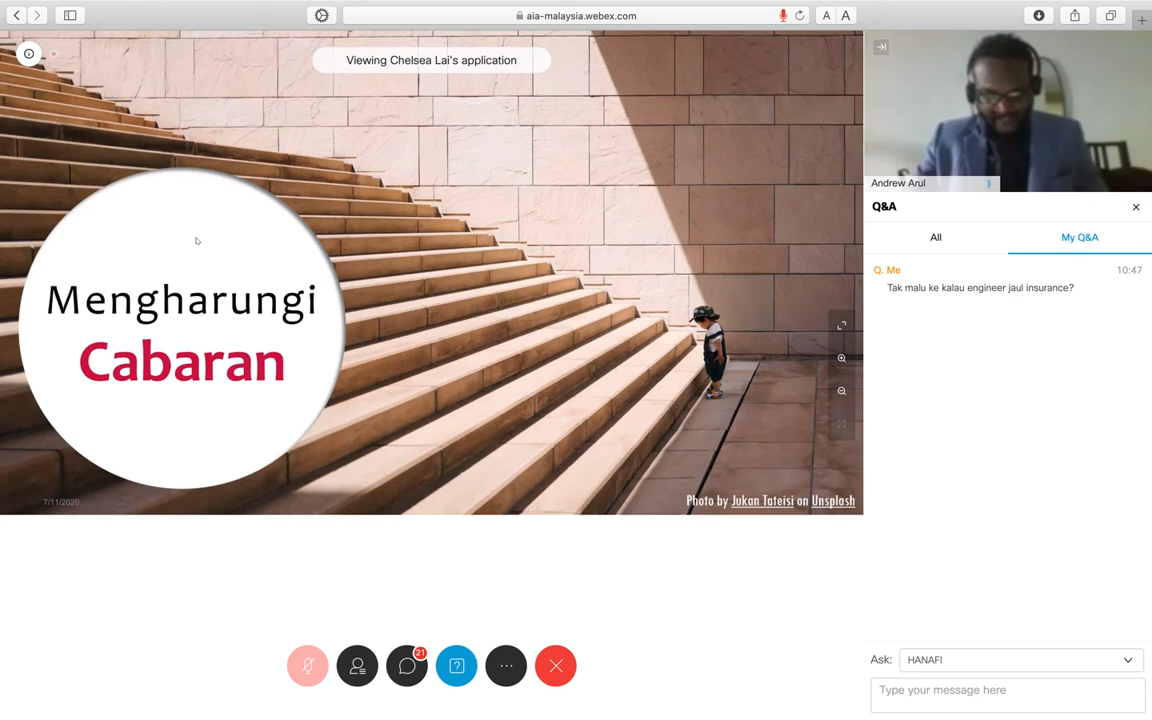 aia-malaysia.webex.com
A A
Viewing Chelsea Lai's application
Mengharungi
Cabaran
7/11/2020
Photo by Jukan Tateisi on Unsplash
Andrew Arul
Q&A
All
My Q&A
Q. Me
10:47
Tak malu ke kalau engineer jaul insurance?
21
?
Ask:
HANAFI
Type your message here